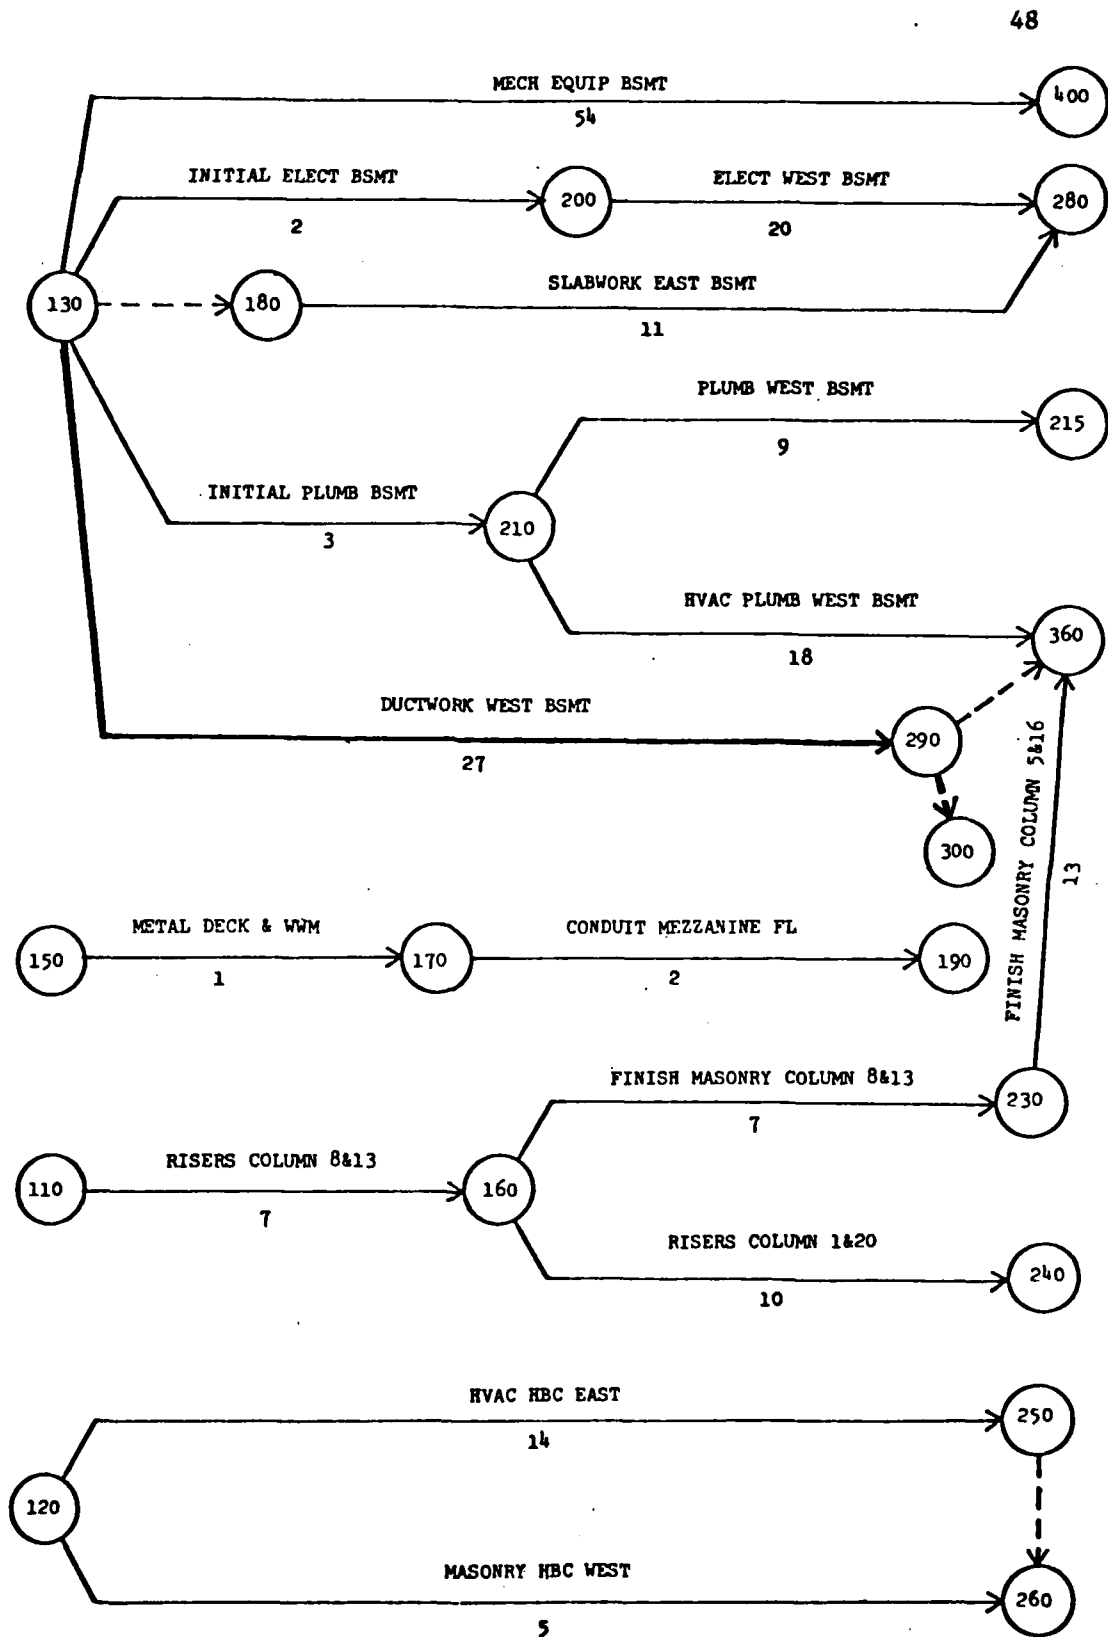 48
MECH EQUIP BSMT
54
400
INITIAL ELECT BSMT
2
200
ELECT WEST BSMT
20
280
130
180
SLABWORK EAST BSMT
11
PLUMB WEST BSMT
9
215
INITIAL PLUMB BSMT
3
210
HVAC PLUMB WEST BSMT
18
360
DUCTWORK WEST BSMT
27
290
300
FINISH MASONRY COLUMN 5&16
13
150
METAL DECK & WWM
1
170
CONDUIT MEZZANINE FL
2
190
FINISH MASONRY COLUMN 8&13
7
230
110
RISERS COLUMN 8&13
7
160
RISERS COLUMN 1&20
10
240
HVAC HBC EAST
14
250
120
MASONRY HBC WEST
5
260